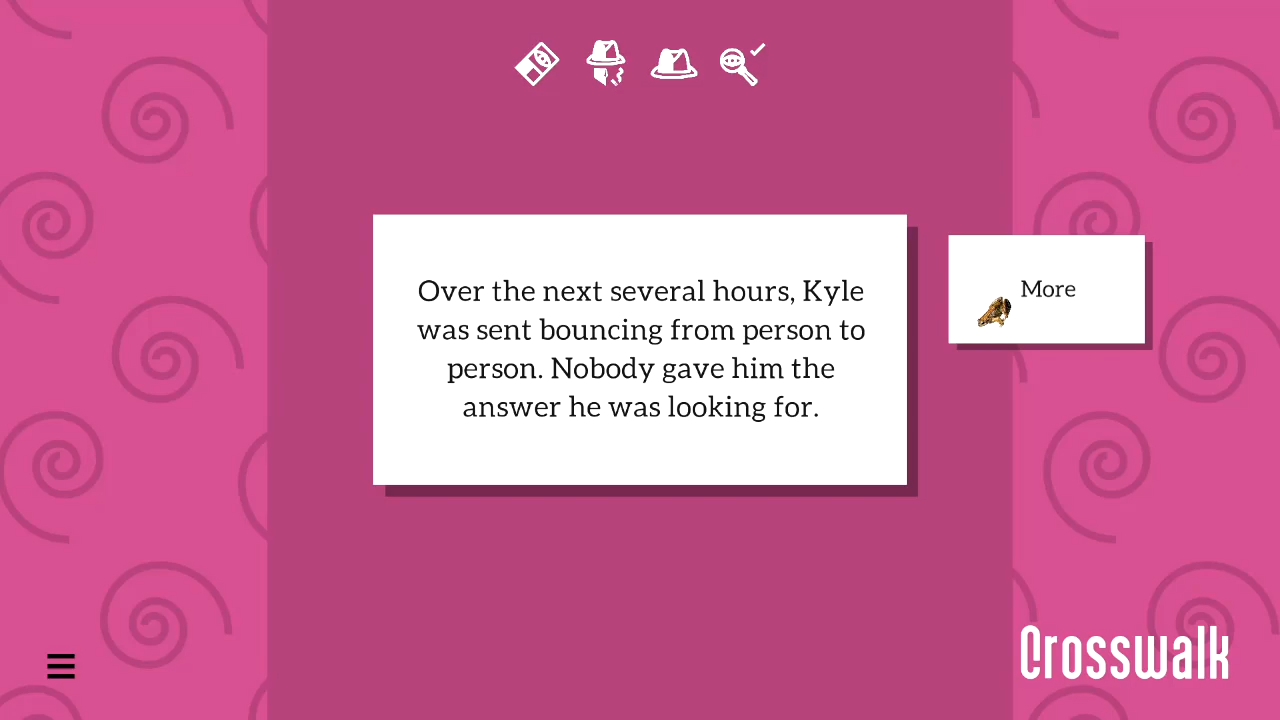 Over the next several hours, Kyle
was sent bouncing from person to
person. Nobody gave him the
answer he was looking for.
More
Crosswalk